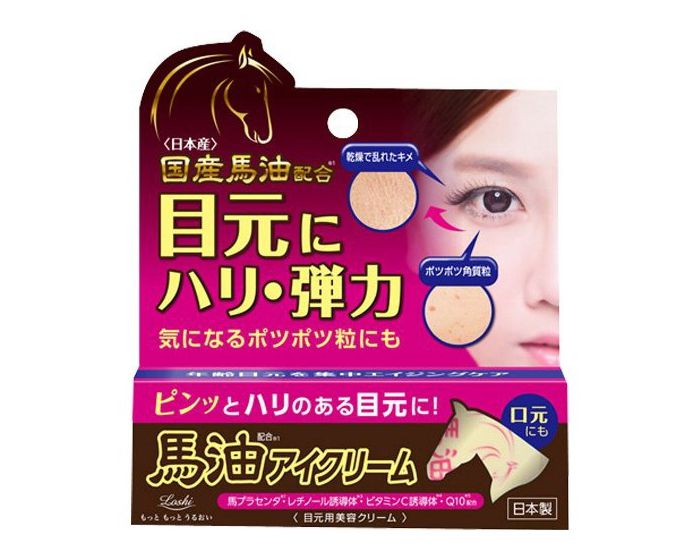 〈日本産〉
国産馬油配合※1
目元に
ハリ・弾力
気になるポツポツ粒にも
乾燥で乱れたキメ
ポツポツ角質粒
年齢目元を集中エイジングケア
ピンッとハリのある目元に!
口元
にも
馬油配合※1アイクリーム
馬油
Loshi
もっと もっと うるおい
馬プラセンタ・レチノール誘導体・ビタミンC誘導体・Q10配合
〈 目元用美容クリーム 〉
日本製